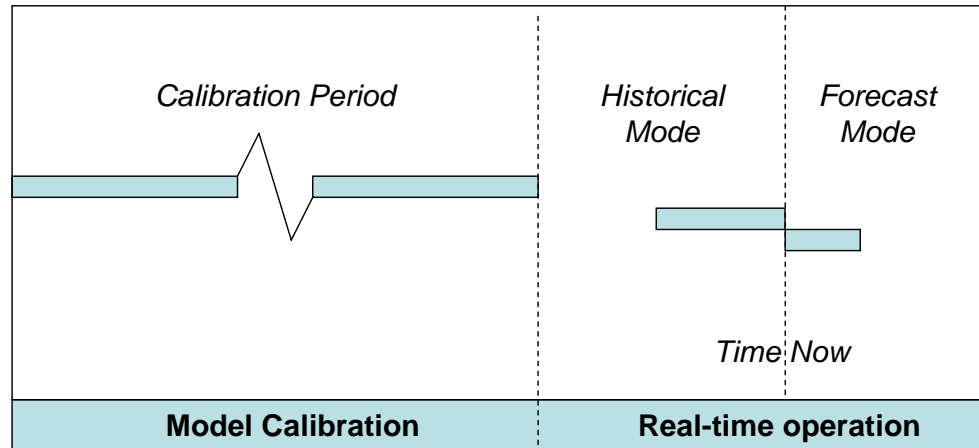 Calibration Period
Historical
Mode
Forecast
Mode
Time Now
Model Calibration
Real-time operation